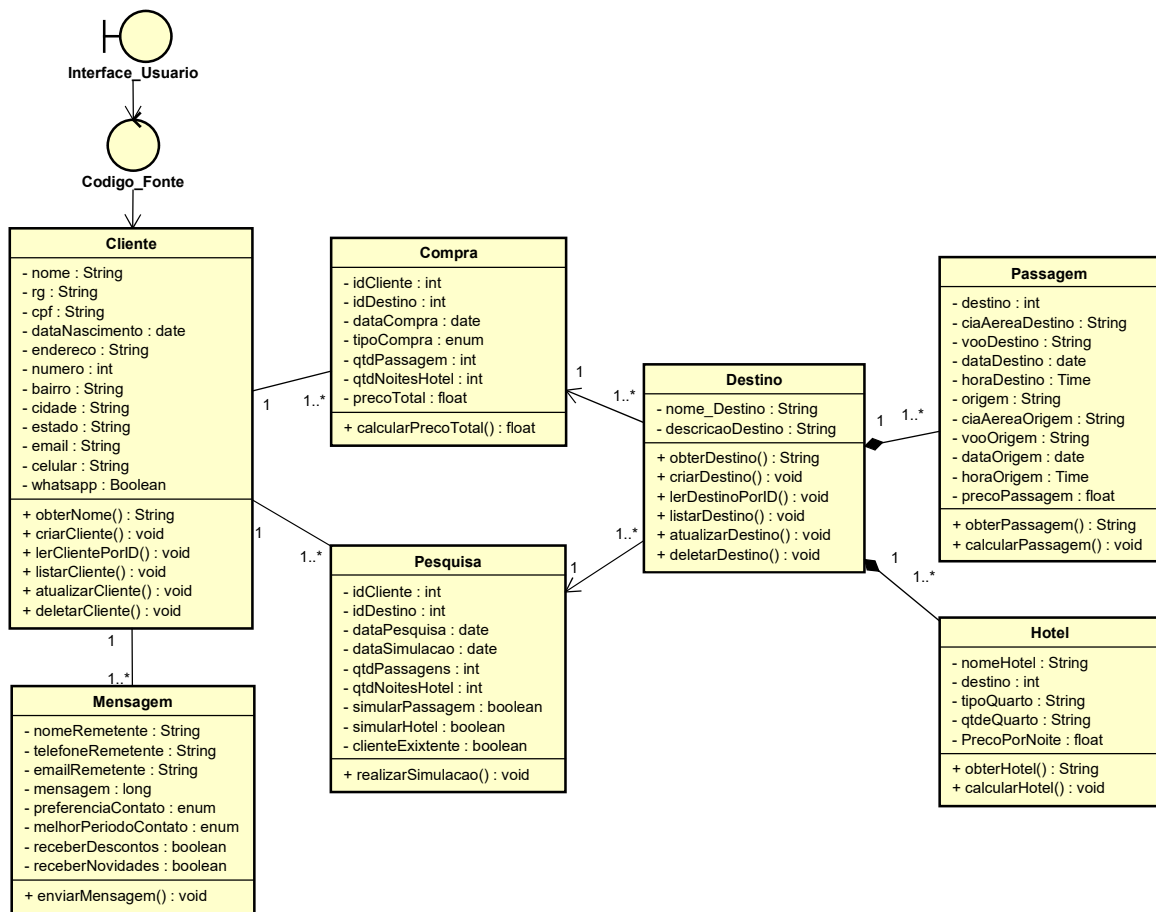 Interface_Usuario
Codigo_Fonte
Cliente
- nome : String
- rg : String
- cpf : String
- dataNascimento : date
- endereco : String
- numero : int
- bairro : String
- cidade : String
- estado : String
- email : String
- celular : String
- whatsapp : Boolean
+ obterNome() : String
+ criarCliente() : void
+ lerClientePorID() : void
+ listarCliente() : void
+ atualizarCliente() : void
+ deletarCliente() : void
1
1..*
1
1..*
1
1..*
Mensagem
- nomeRemetente : String
- telefoneRemetente : String
- emailRemetente : String
- mensagem : long
- preferenciaContato : enum
- melhorPeriodoContato : enum
- receberDescontos : boolean
- receberNovidades : boolean
+ enviarMensagem() : void
Compra
- idCliente : int
- idDestino : int
- dataCompra : date
- tipoCompra : enum
- qtdPassagem : int
- qtdNoitesHotel : int
- precoTotal : float
+ calcularPrecoTotal() : float
1
1..*
Pesquisa
- idCliente : int
- idDestino : int
- dataPesquisa : date
- dataSimulacao : date
- qtdPassagens : int
- qtdNoitesHotel : int
- simularPassagem : boolean
- simularHotel : boolean
- clienteExixtente : boolean
+ realizarSimulacao() : void
1
1..*
Destino
- nome_Destino : String
- descricaoDestino : String
+ obterDestino() : String
+ criarDestino() : void
+ lerDestinoPorID() : void
+ listarDestino() : void
+ atualizarDestino() : void
+ deletarDestino() : void
1
1..*
1
1..*
Passagem
- destino : int
- ciaAereaDestino : String
- vooDestino : String
- dataDestino : date
- horaDestino : Time
- origem : String
- ciaAereaOrigem : String
- vooOrigem : String
- dataOrigem : date
- horaOrigem : Time
- precoPassagem : float
+ obterPassagem() : String
+ calcularPassagem() : void
Hotel
- nomeHotel : String
- destino : int
- tipoQuarto : String
- qtdeQuarto : String
- PrecoPorNoite : float
+ obterHotel() : String
+ calcularHotel() : void